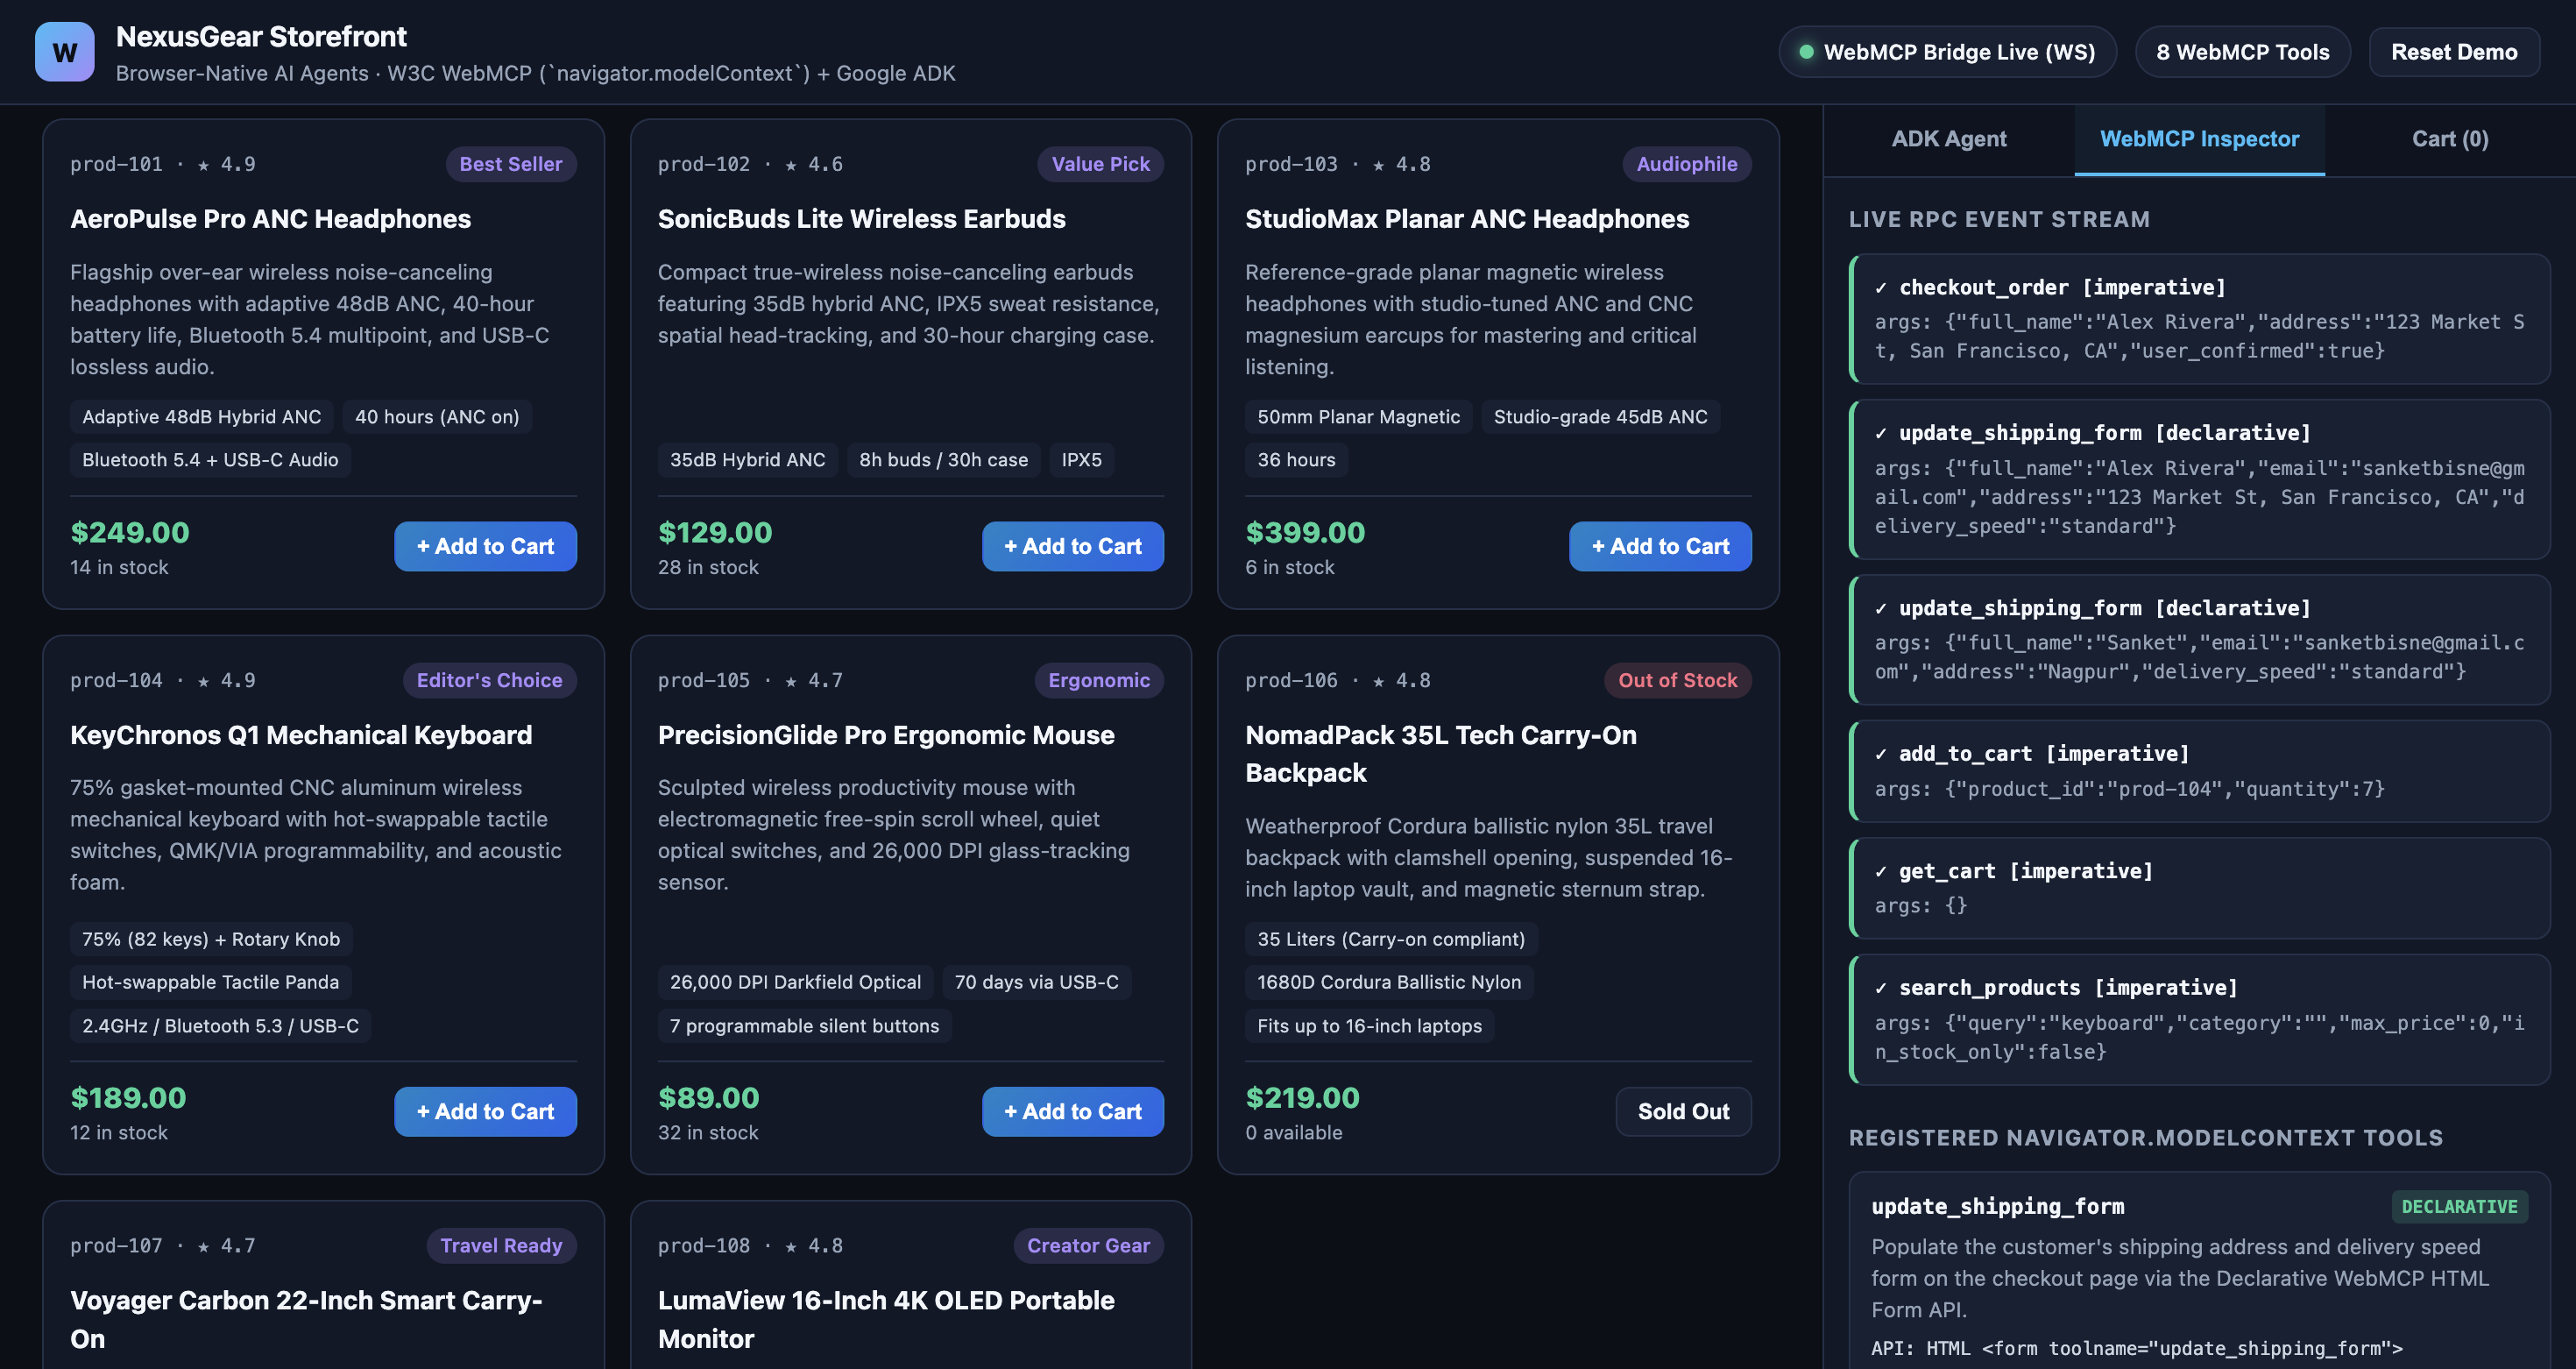 W
NexusGear Storefront
Browser-Native AI Agents · W3C WebMCP (`navigator.modelContext`) + Google ADK
WebMCP Bridge Live (WS)
8 WebMCP Tools
Reset Demo
prod-101 · ★ 4.9
Best Seller
AeroPulse Pro ANC Headphones
Flagship over-ear wireless noise-canceling
headphones with adaptive 48dB ANC, 40-hour
battery life, Bluetooth 5.4 multipoint, and USB-C
lossless audio.
Adaptive 48dB Hybrid ANC
40 hours (ANC on)
Bluetooth 5.4 + USB-C Audio
$249.00
14 in stock
+ Add to Cart
prod-102 · ★ 4.6
Value Pick
SonicBuds Lite Wireless Earbuds
Compact true-wireless noise-canceling earbuds
featuring 35dB hybrid ANC, IPX5 sweat resistance,
spatial head-tracking, and 30-hour charging case.
35dB Hybrid ANC
8h buds / 30h case
IPX5
$129.00
28 in stock
+ Add to Cart
prod-103 · ★ 4.8
Audiophile
StudioMax Planar ANC Headphones
Reference-grade planar magnetic wireless
headphones with studio-tuned ANC and CNC
magnesium earcups for mastering and critical
listening.
50mm Planar Magnetic
Studio-grade 45dB ANC
36 hours
$399.00
6 in stock
+ Add to Cart
prod-104 · ★ 4.9
Editor's Choice
KeyChronos Q1 Mechanical Keyboard
75% gasket-mounted CNC aluminum wireless
mechanical keyboard with hot-swappable tactile
switches, QMK/VIA programmability, and acoustic
foam.
75% (82 keys) + Rotary Knob
Hot-swappable Tactile Panda
2.4GHz / Bluetooth 5.3 / USB-C
$189.00
12 in stock
+ Add to Cart
prod-105 · ★ 4.7
Ergonomic
PrecisionGlide Pro Ergonomic Mouse
Sculpted wireless productivity mouse with
electromagnetic free-spin scroll wheel, quiet
optical switches, and 26,000 DPI glass-tracking
sensor.
26,000 DPI Darkfield Optical
70 days via USB-C
7 programmable silent buttons
$89.00
32 in stock
+ Add to Cart
prod-106 · ★ 4.8
Out of Stock
NomadPack 35L Tech Carry-On
Backpack
Weatherproof Cordura ballistic nylon 35L travel
backpack with clamshell opening, suspended 16-
inch laptop vault, and magnetic sternum strap.
35 Liters (Carry-on compliant)
1680D Cordura Ballistic Nylon
Fits up to 16-inch laptops
$219.00
0 available
Sold Out
prod-107 · ★ 4.7
Travel Ready
Voyager Carbon 22-Inch Smart Carry-
On
prod-108 · ★ 4.8
Creator Gear
LumaView 16-Inch 4K OLED Portable
Monitor
ADK Agent
WebMCP Inspector
Cart (0)
LIVE RPC EVENT STREAM
✓ checkout_order [imperative]
args: {"full_name":"Alex Rivera","address":"123 Market S
t, San Francisco, CA","user_confirmed":true}
✓ update_shipping_form [declarative]
args: {"full_name":"Alex Rivera","email":"sanketbisne@gm
ail.com","address":"123 Market St, San Francisco, CA","d
elivery_speed":"standard"}
✓ update_shipping_form [declarative]
args: {"full_name":"Sanket","email":"sanketbisne@gmail.c
om","address":"Nagpur","delivery_speed":"standard"}
✓ add_to_cart [imperative]
args: {"product_id":"prod-104","quantity":7}
✓ get_cart [imperative]
args: {}
✓ search_products [imperative]
args: {"query":"keyboard","category":"","max_price":0,"i
n_stock_only":false}
REGISTERED NAVIGATOR.MODELCONTEXT TOOLS
update_shipping_form
DECLARATIVE
Populate the customer's shipping address and delivery speed
form on the checkout page via the Declarative WebMCP HTML
Form API.
API: HTML <form toolname="update_shipping_form">